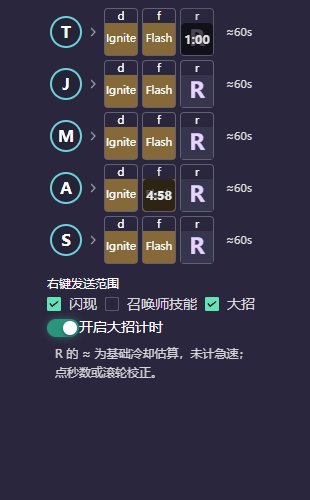 d f r
T > Ignite Flash R 1:00 ≈60s
d f r
J > Ignite Flash R ≈60s
d f r
M > Ignite Flash R ≈60s
d f r
A > Ignite 4:58 R ≈60s
d f r
S > Ignite Flash R ≈60s
右键发送范围
闪现 召唤师技能 大招
开启大招计时
R 的 ≈ 为基础冷却估算，未计急速；
点秒数或滚轮校正。